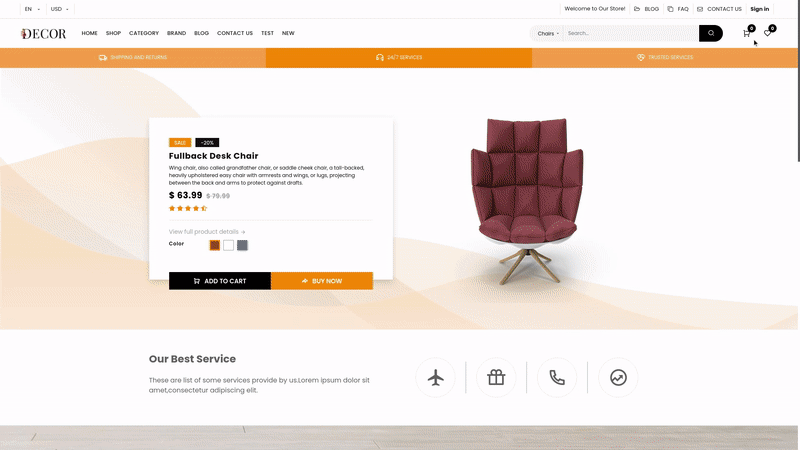 EN
USD
Welcome to Our Store!
BLOG
FAQ
CONTACT US
Sign in
DECOR
HOME
SHOP
CATEGORY
BRAND
BLOG
CONTACT US
TEST
NEW
Chairs
Search...
0
0
SHIPPING AND RETURNS
24/7 SERVICES
TRUSTED SERVICES
SALE
-20%
Fullback Desk Chair
Wing chair, also called grandfather chair, or saddle cheek chair, a tall-backed,
heavily upholstered easy chair with armrests and wings, or lugs, projecting
between the back and arms to protect against drafts.
$ 63.99 $ 79.99
View full product details
Color
ADD TO CART
BUY NOW
Our Best Service
These are list of some services provide by us.Lorem ipsum dolor sit
amet,consectetur adipiscing elit.